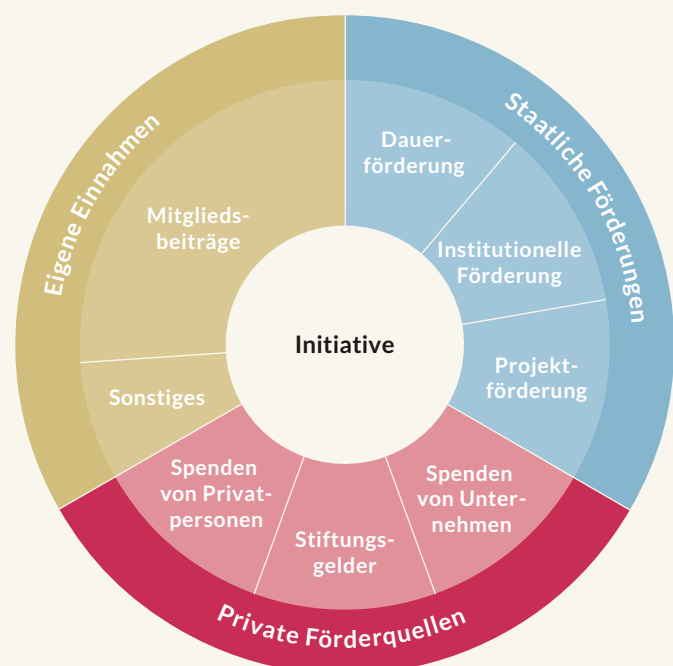 Eigene Einnahmen
Mitglieds-
beiträge
Sonstiges
Staatliche Förderungen
Dauer-
förderung
Institutionelle
Förderung
Projekt-
förderung
Initiative
Spenden
von Privat-
personen
Stiftungs-
gelder
Spenden
von Unter-
nehmen
Private Förderquellen